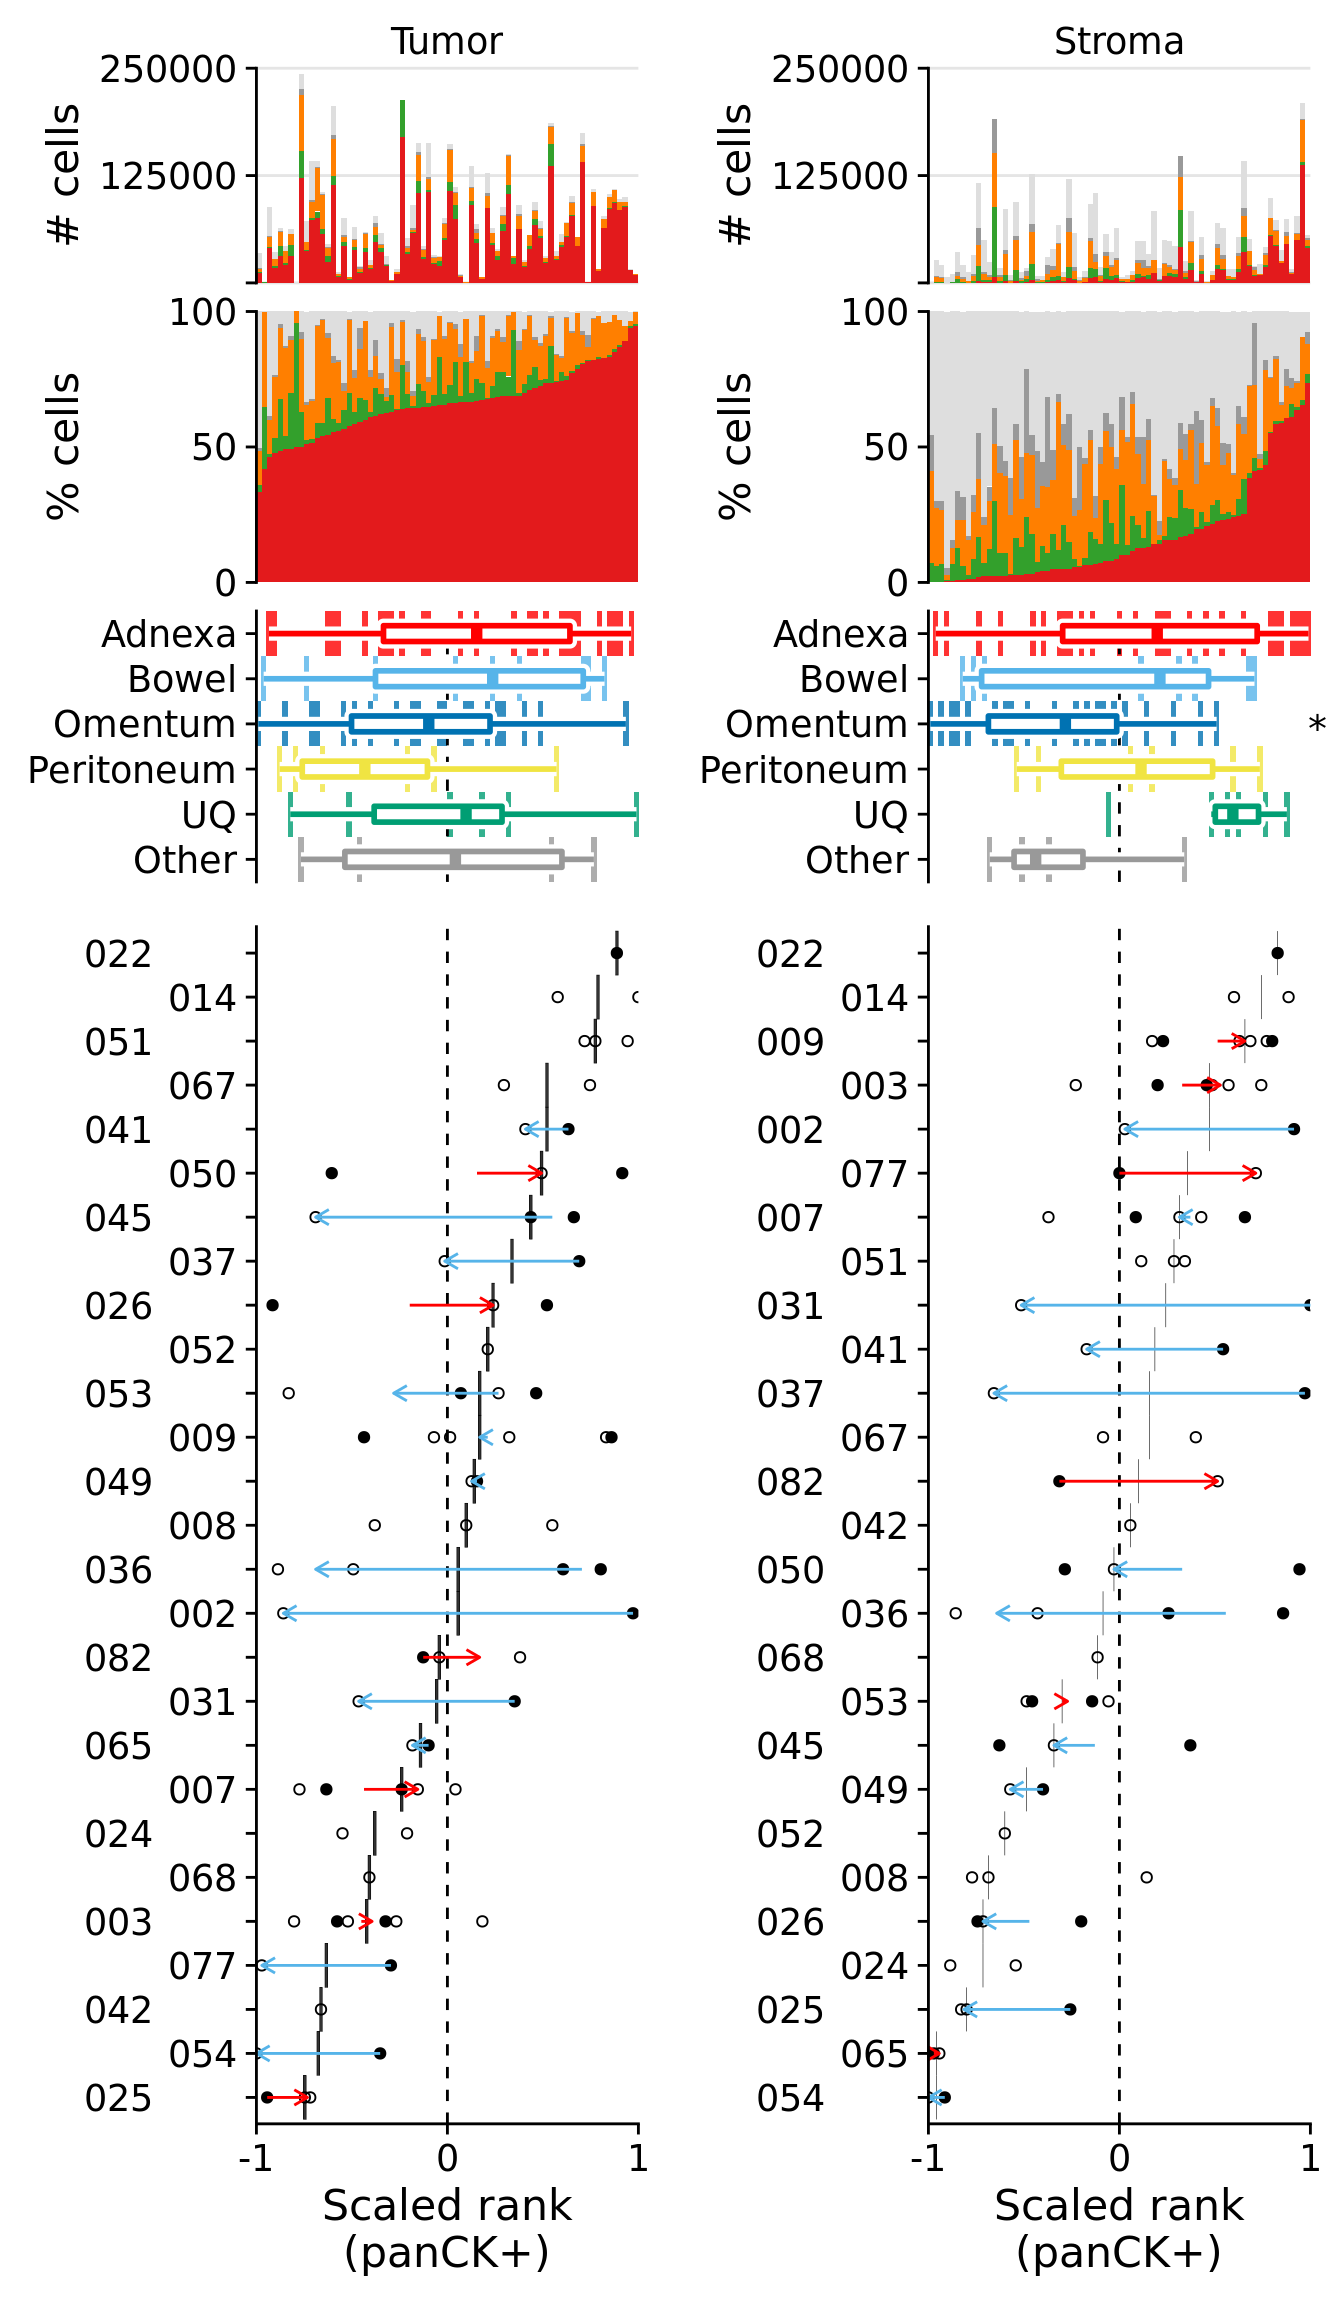 Tumor
250000
125000
# cells
100
50
0
% cells
Adnexa
Bowel
Omentum
Peritoneum
UQ
Other
022
014
051
067
041
050
045
037
026
052
053
009
049
008
036
002
082
031
065
007
024
068
003
077
042
054
025
-1 0 1
Scaled rank
(panCK+)
Stroma
250000
125000
# cells
100
50
0
% cells
Adnexa
Bowel
Omentum
*
Peritoneum
UQ
Other
022
014
009
003
002
077
007
051
031
041
037
067
082
042
050
036
068
053
045
049
052
008
026
024
025
065
054
-1 0 1
Scaled rank
(panCK+)